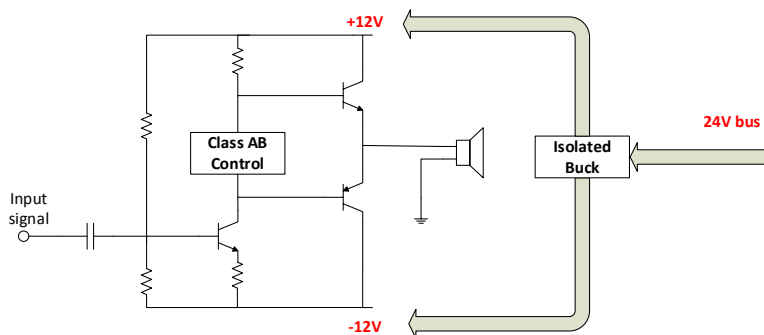 +12V
24V bus
Class AB
Control
Isolated
Buck
Input
signal
-12V